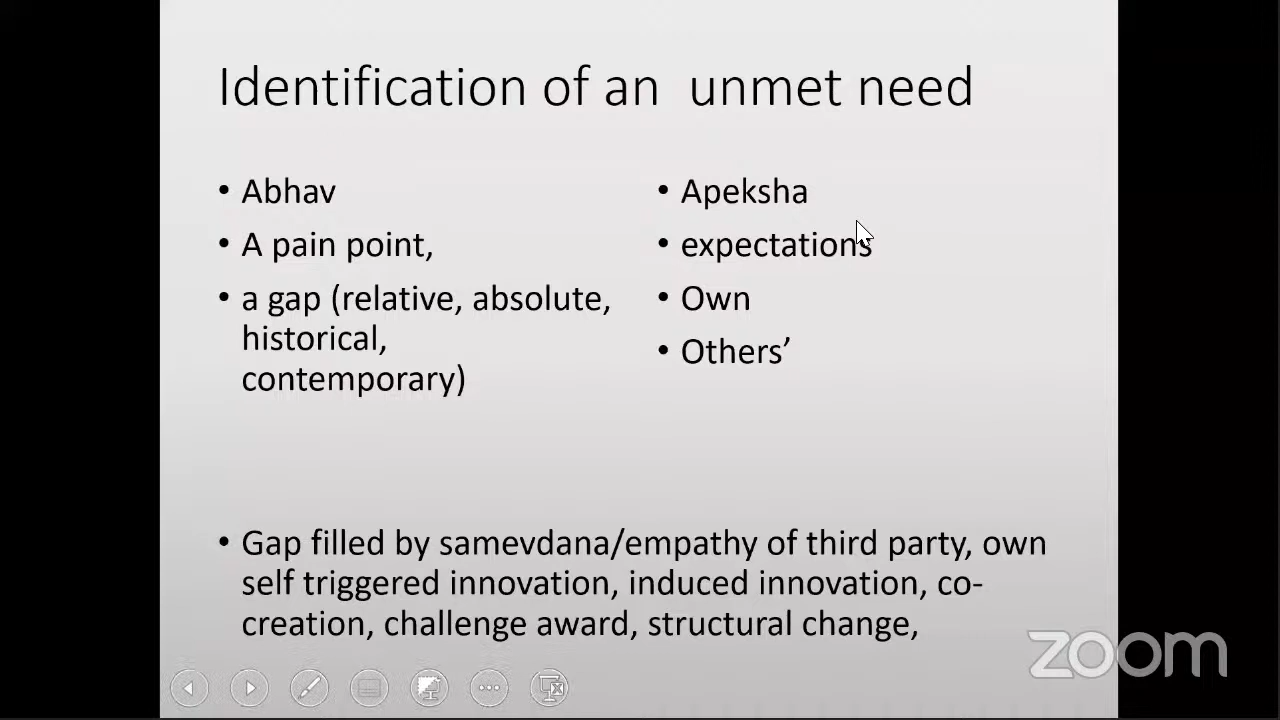 Identification of an unmet need
• Abhav
• A pain point,
• a gap (relative, absolute,
historical,
contemporary)
• Apeksha
• expectations
• Own
• Others’
• Gap filled by samevdana/empathy of third party, own
self triggered innovation, induced innovation, co-
creation, challenge award, structural change,
zoom